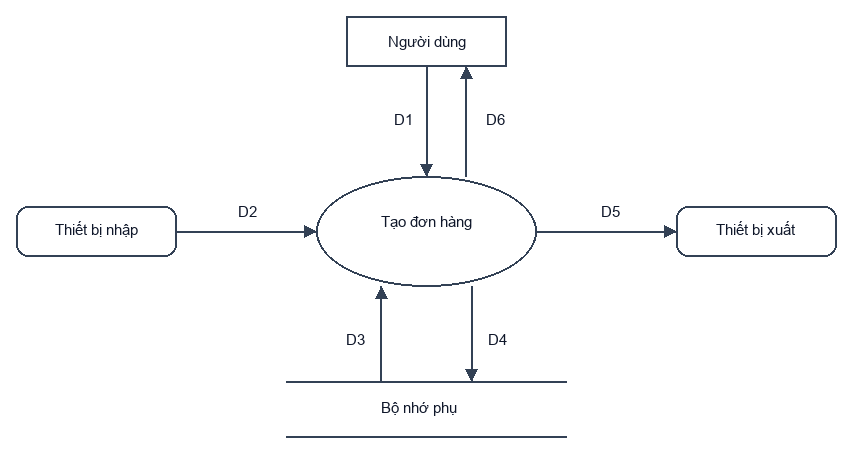 Người dùng
D1
D6
Thiết bị nhập
D2
Tạo đơn hàng
D5
Thiết bị xuất
D3
D4
Bộ nhớ phụ